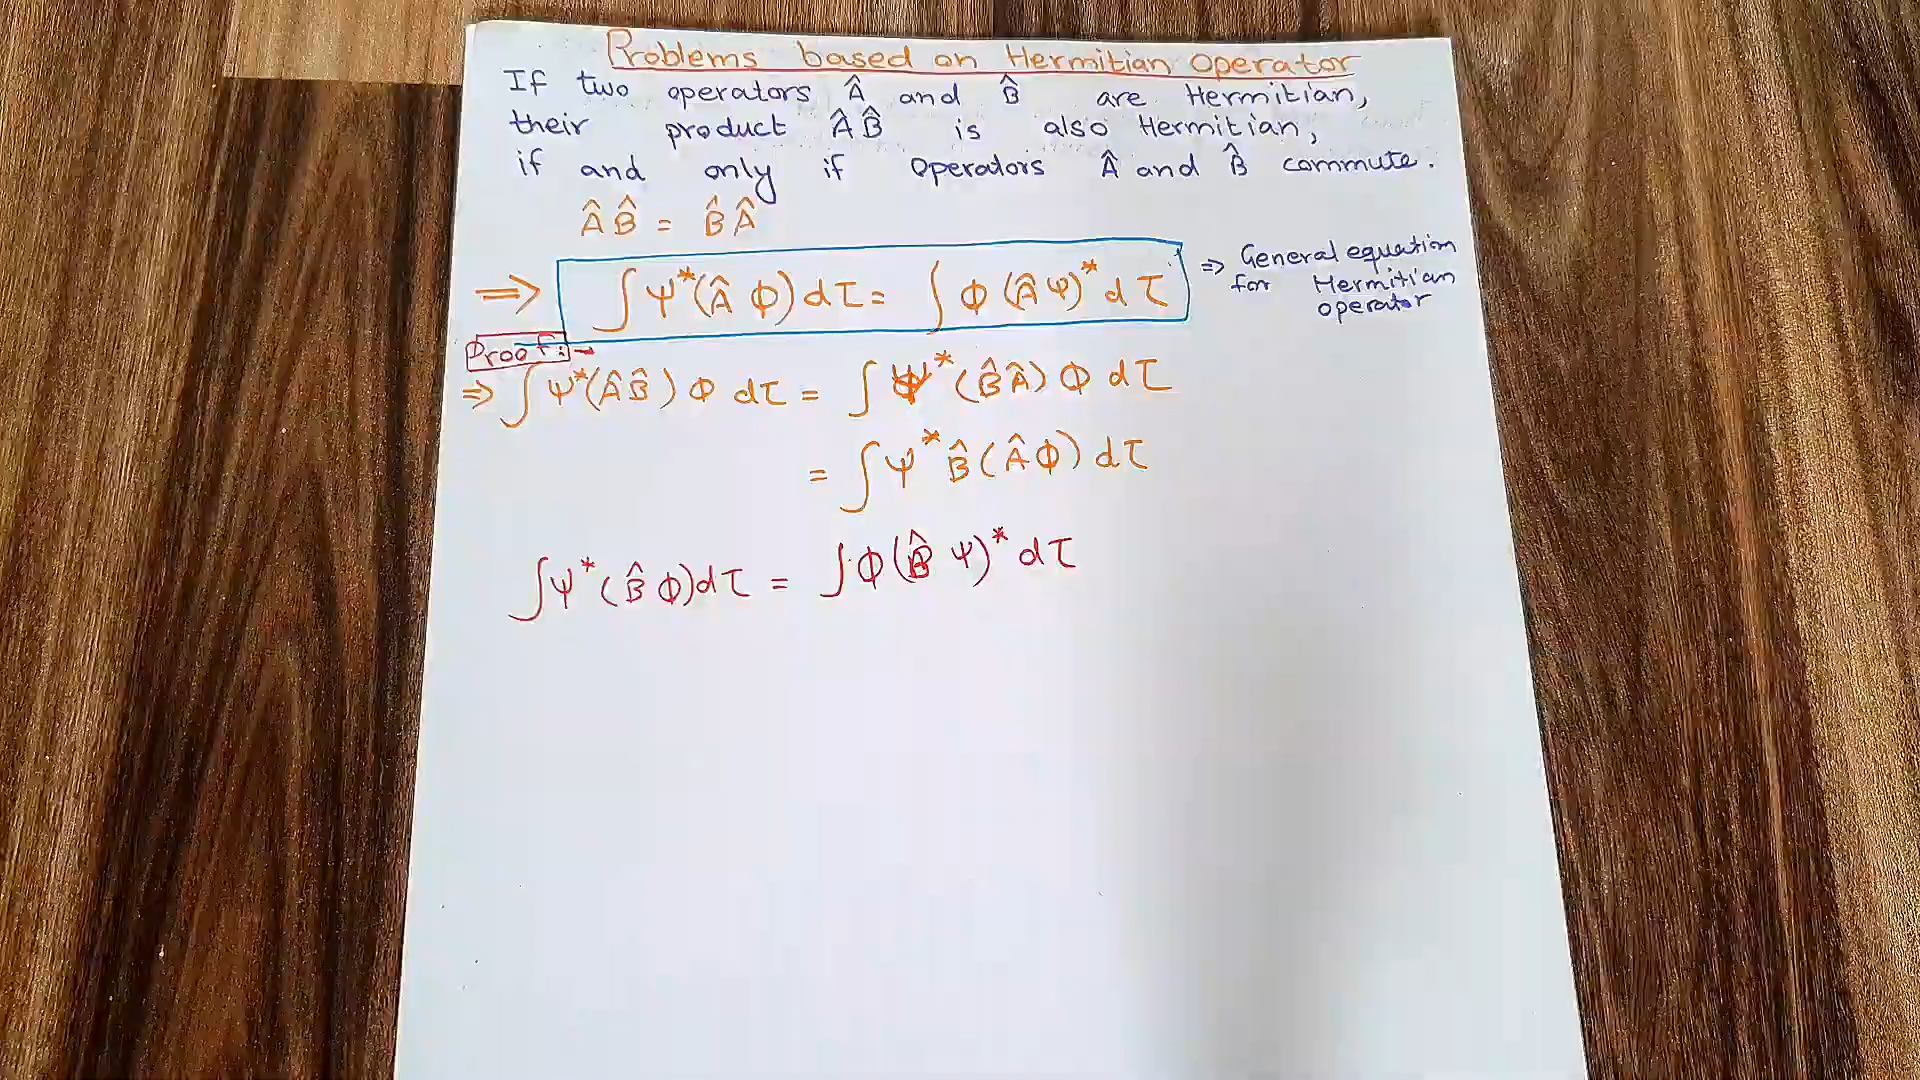 Problems based on Hermitian Operator
If two operators Â and B̂ are Hermitian,
their product ÂB̂ is also Hermitian,
if and only if Operators Â and B̂ commute.
ÂB̂ = B̂Â
⇒ ∫ψ*(Â ϕ)dτ = ∫ϕ(Âψ)*dτ
⇒ General equation
for Hermitian
operator
Proof:-
⇒ ∫ψ*(ÂB̂)ϕ dτ = ∫ψ*(B̂Â)ϕ dτ
= ∫ψ*B̂(Âϕ)dτ
∫ψ*(B̂ϕ)dτ = ∫ϕ(B̂ψ)*dτ